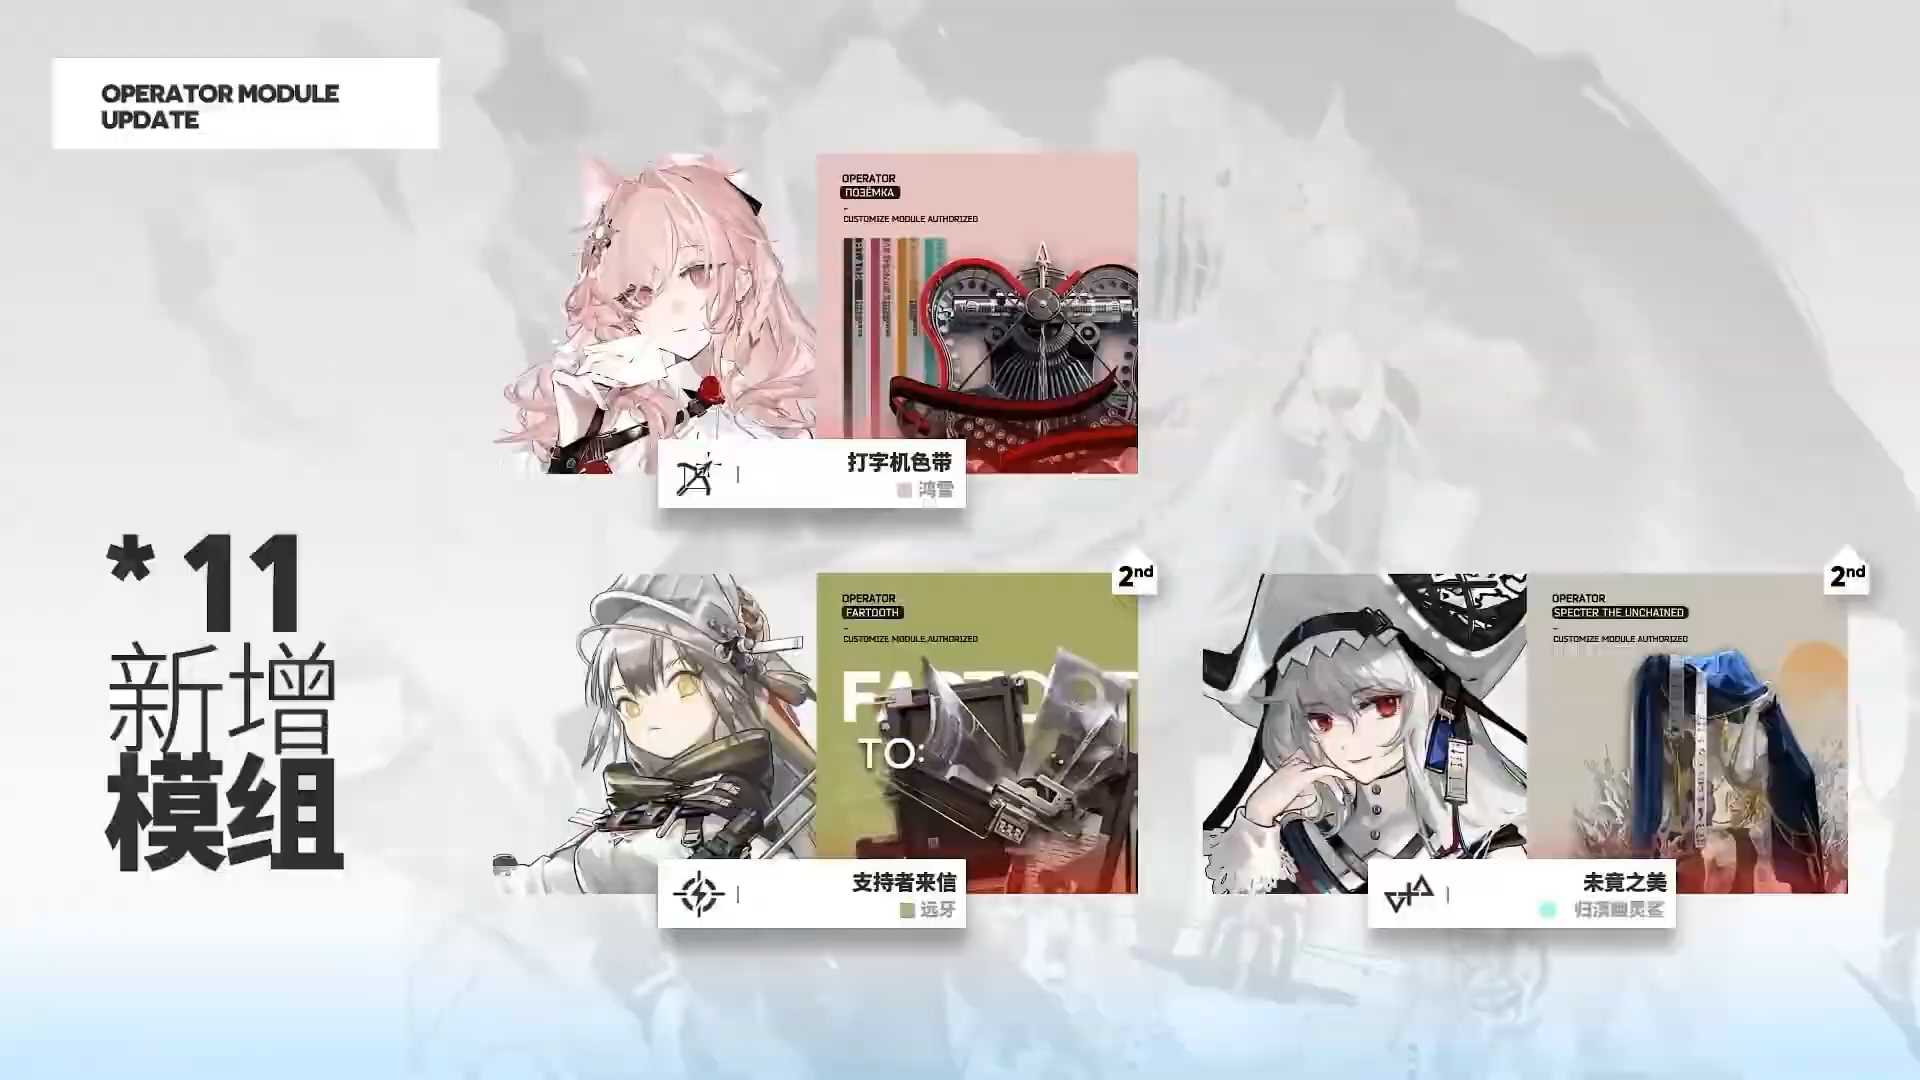 OPERATOR MODULE
UPDATE
* 11
新增
模组
OPERATOR
ПОЗЁМКА
CUSTOMIZE MODULE AUTHORIZED
打字机色带
鸿雪
2nd
OPERATOR
FARTOOTH
CUSTOMIZE MODULE AUTHORIZED
TO:
支持者来信
远牙
2nd
OPERATOR
SPECTER THE UNCHAINED
CUSTOMIZE MODULE AUTHORIZED
未竟之美
归溟幽灵鲨